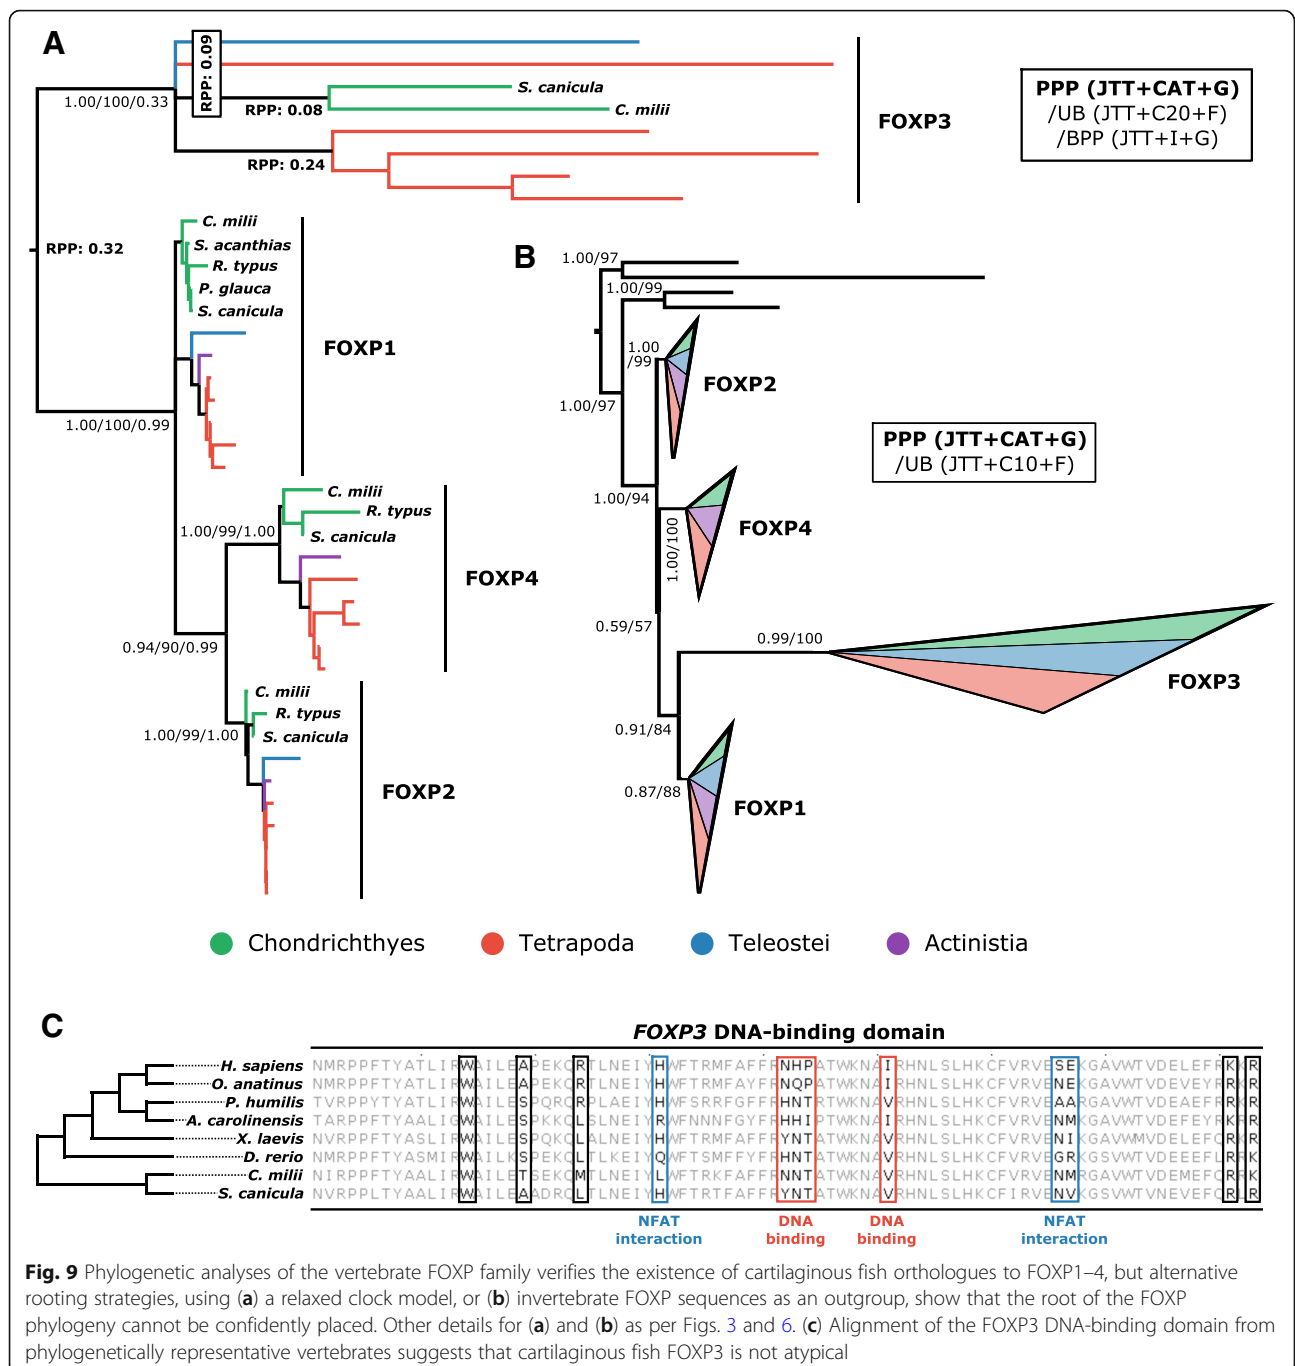 A
RPP: 0.09
1.00/100/0.33
S. canicula
RPP: 0.08
C. milii
FOXP3
RPP: 0.24
PPP (JTT+CAT+G)
/UB (JTT+C20+F)
/BPP (JTT+I+G)
RPP: 0.32
C. milii
S. acanthias
R. typus
P. glauca
S. canicula
FOXP1
1.00/100/0.99
C. milii
R. typus
1.00/99/1.00
S. canicula
FOXP4
0.94/90/0.99
C. milii
R. typus
1.00/99/1.00
S. canicula
FOXP2
B
1.00/97
1.00/99
1.00
/99
FOXP2
1.00/97
PPP (JTT+CAT+G)
/UB (JTT+C10+F)
1.00/94
FOXP4
1.00/100
0.59/57
0.99/100
FOXP3
0.91/84
0.87/88
FOXP1
Chondrichthyes
Tetrapoda
Teleostei
Actinistia
C
FOXP3 DNA-binding domain
H. sapiens
O. anatinus
P. humilis
A. carolinensis
X. laevis
D. rerio
C. milii
S. canicula
NFAT
interaction
DNA
binding
DNA
binding
NFAT
interaction
Fig. 9 Phylogenetic analyses of the vertebrate FOXP family verifies the existence of cartilaginous fish orthologues to FOXP1–4, but alternative
rooting strategies, using (a) a relaxed clock model, or (b) invertebrate FOXP sequences as an outgroup, show that the root of the FOXP
phylogeny cannot be confidently placed. Other details for (a) and (b) as per Figs. 3 and 6. (c) Alignment of the FOXP3 DNA-binding domain from
phylogenetically representative vertebrates suggests that cartilaginous fish FOXP3 is not atypical